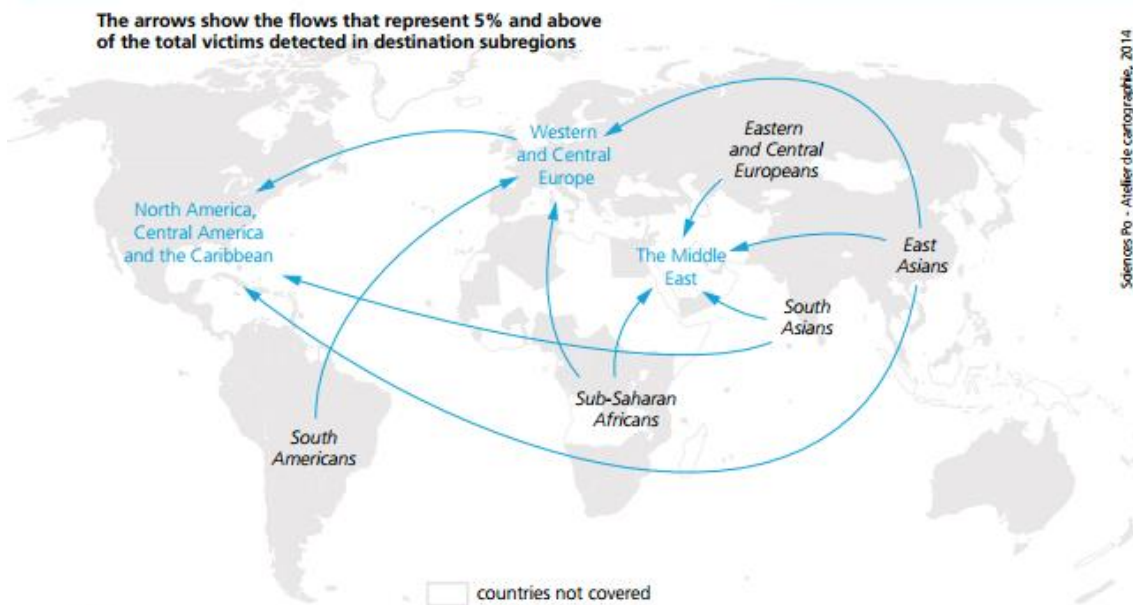 The arrows show the flows that represent 5% and above
of the total victims detected in destination subregions
Western
and Central
Europe
Eastern
and Central
Europeans
North America,
Central America
and the Caribbean
The Middle
East
East
Asians
South
Asians
Sub-Saharan
Africans
South
Americans
countries not covered
Sciences Po - Atelier de cartographie, 2014